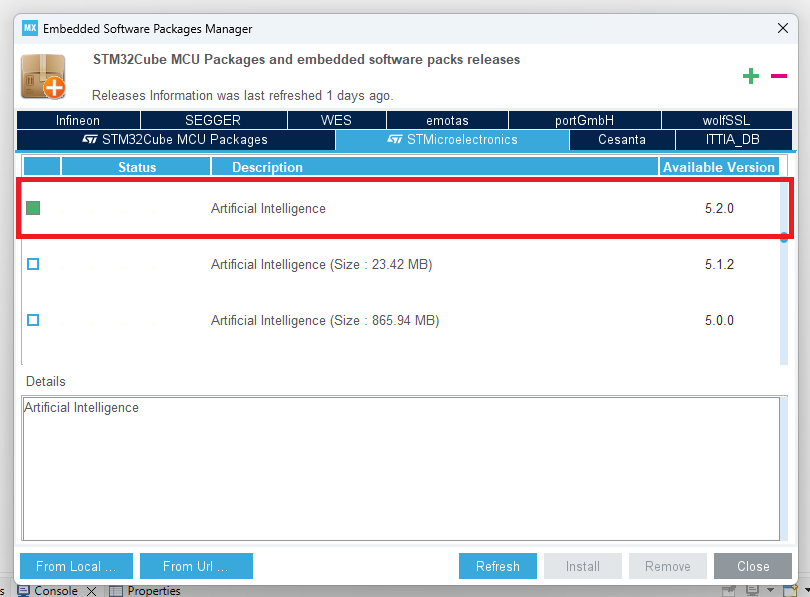 MX Embedded Software Packages Manager
STM32Cube MCU Packages and embedded software packs releases
Releases Information was last refreshed 1 days ago.
Infineon SEGGER WES emotas portGmbH wolfSSL
STM32Cube MCU Packages STMicroelectronics Cesanta ITTIA_DB
Status Description Available Version
Artificial Intelligence 5.2.0
Artificial Intelligence (Size : 23.42 MB) 5.1.2
Artificial Intelligence (Size : 865.94 MB) 5.0.0
Details
Artificial Intelligence
From Local ... From Url ... Refresh Install Remove Close
s Console Properties